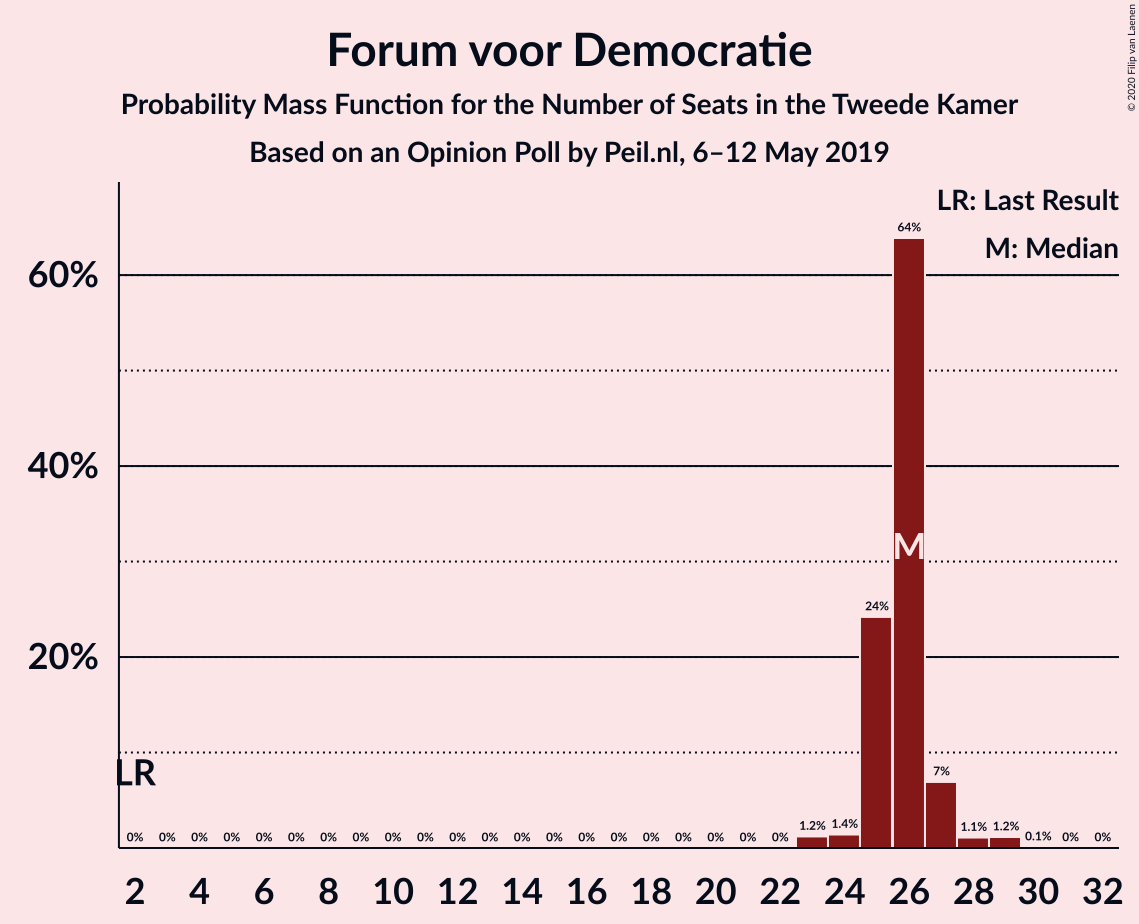 Forum voor Democratie
Probability Mass Function for the Number of Seats in the Tweede Kamer
Based on an Opinion Poll by Peil.nl, 6–12 May 2019
© 2020 Filip van Laenen
LR: Last Result
M: Median
60%
40%
20%
64%
M
24%
LR
7%
0% 0% 0% 0% 0% 0% 0% 0% 0% 0% 0% 0% 0% 0% 0% 0% 0% 0% 0% 0% 0% 1.2% 1.4% 1.1% 1.2% 0.1% 0% 0%
2 4 6 8 10 12 14 16 18 20 22 24 26 28 30 32